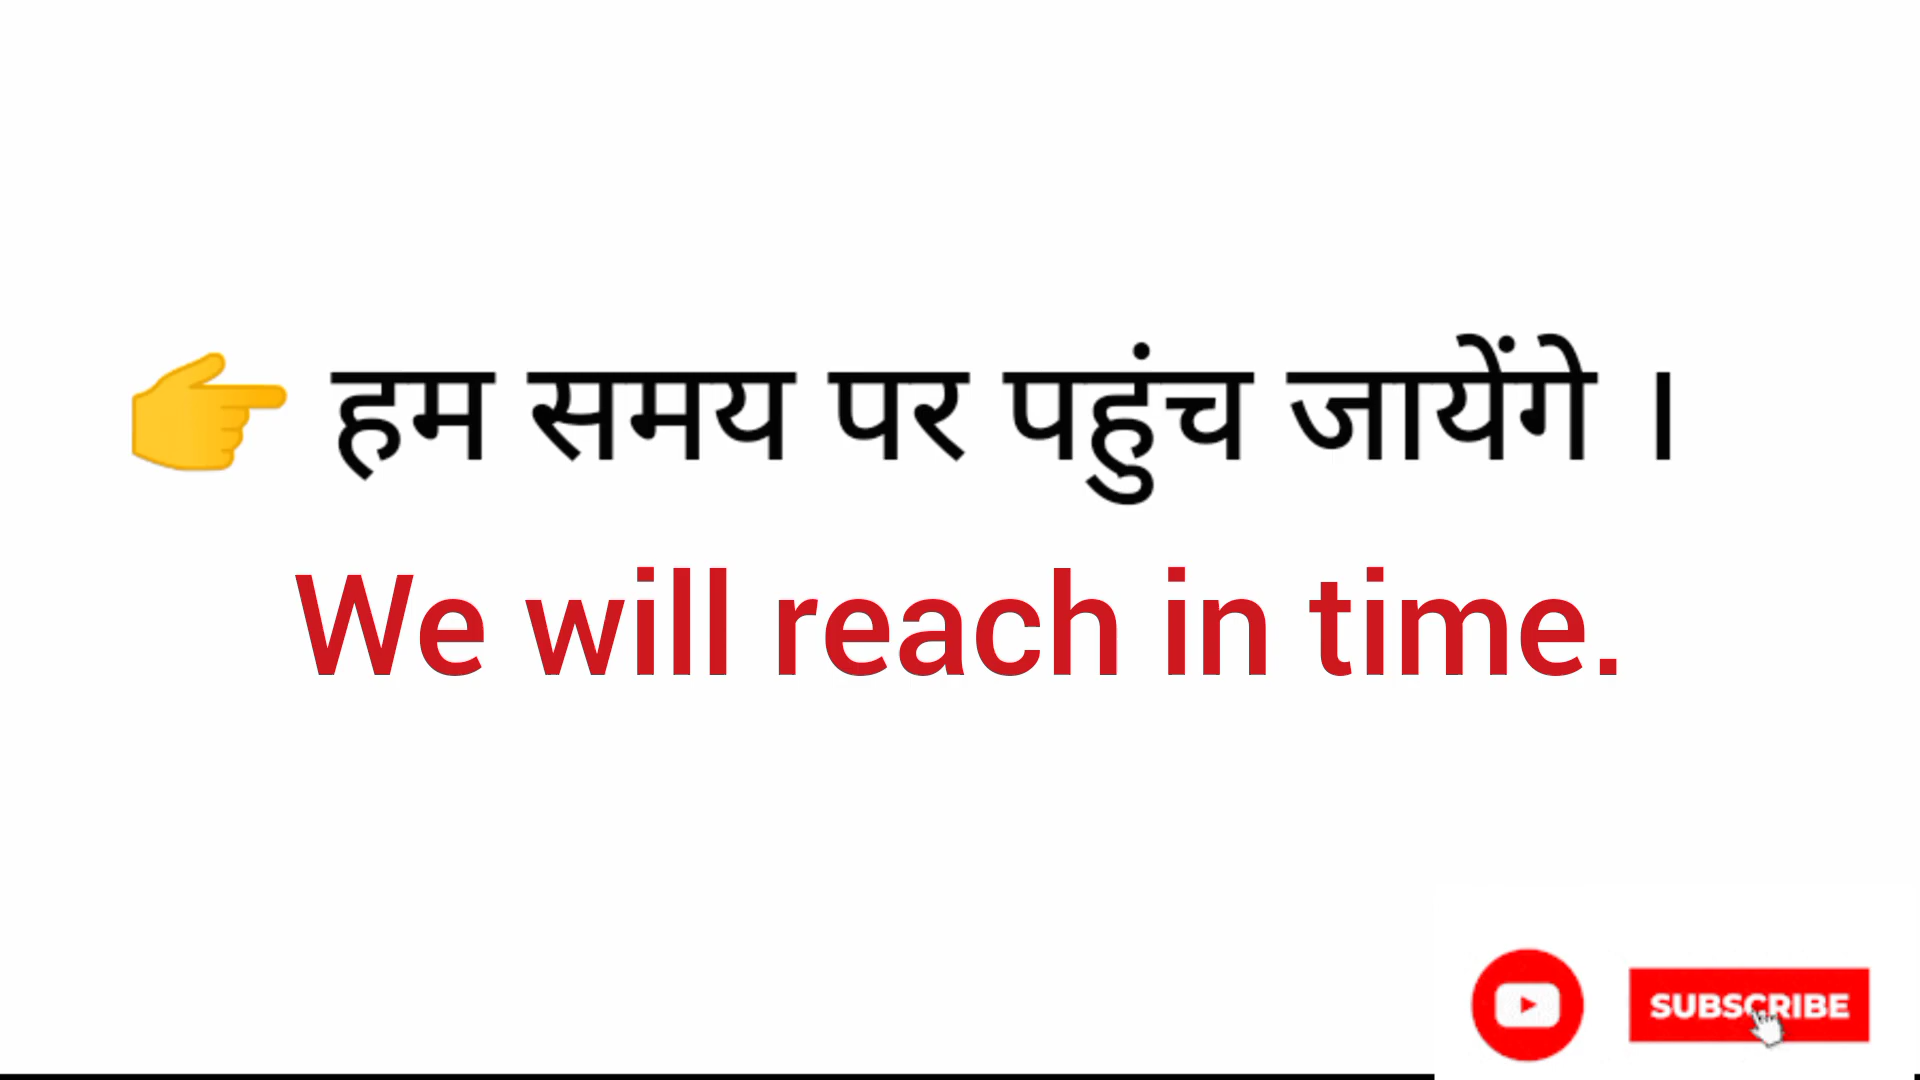 👉 हम समय पर पहुंच जायेंगे ।
We will reach in time.
SUBSCRIBE